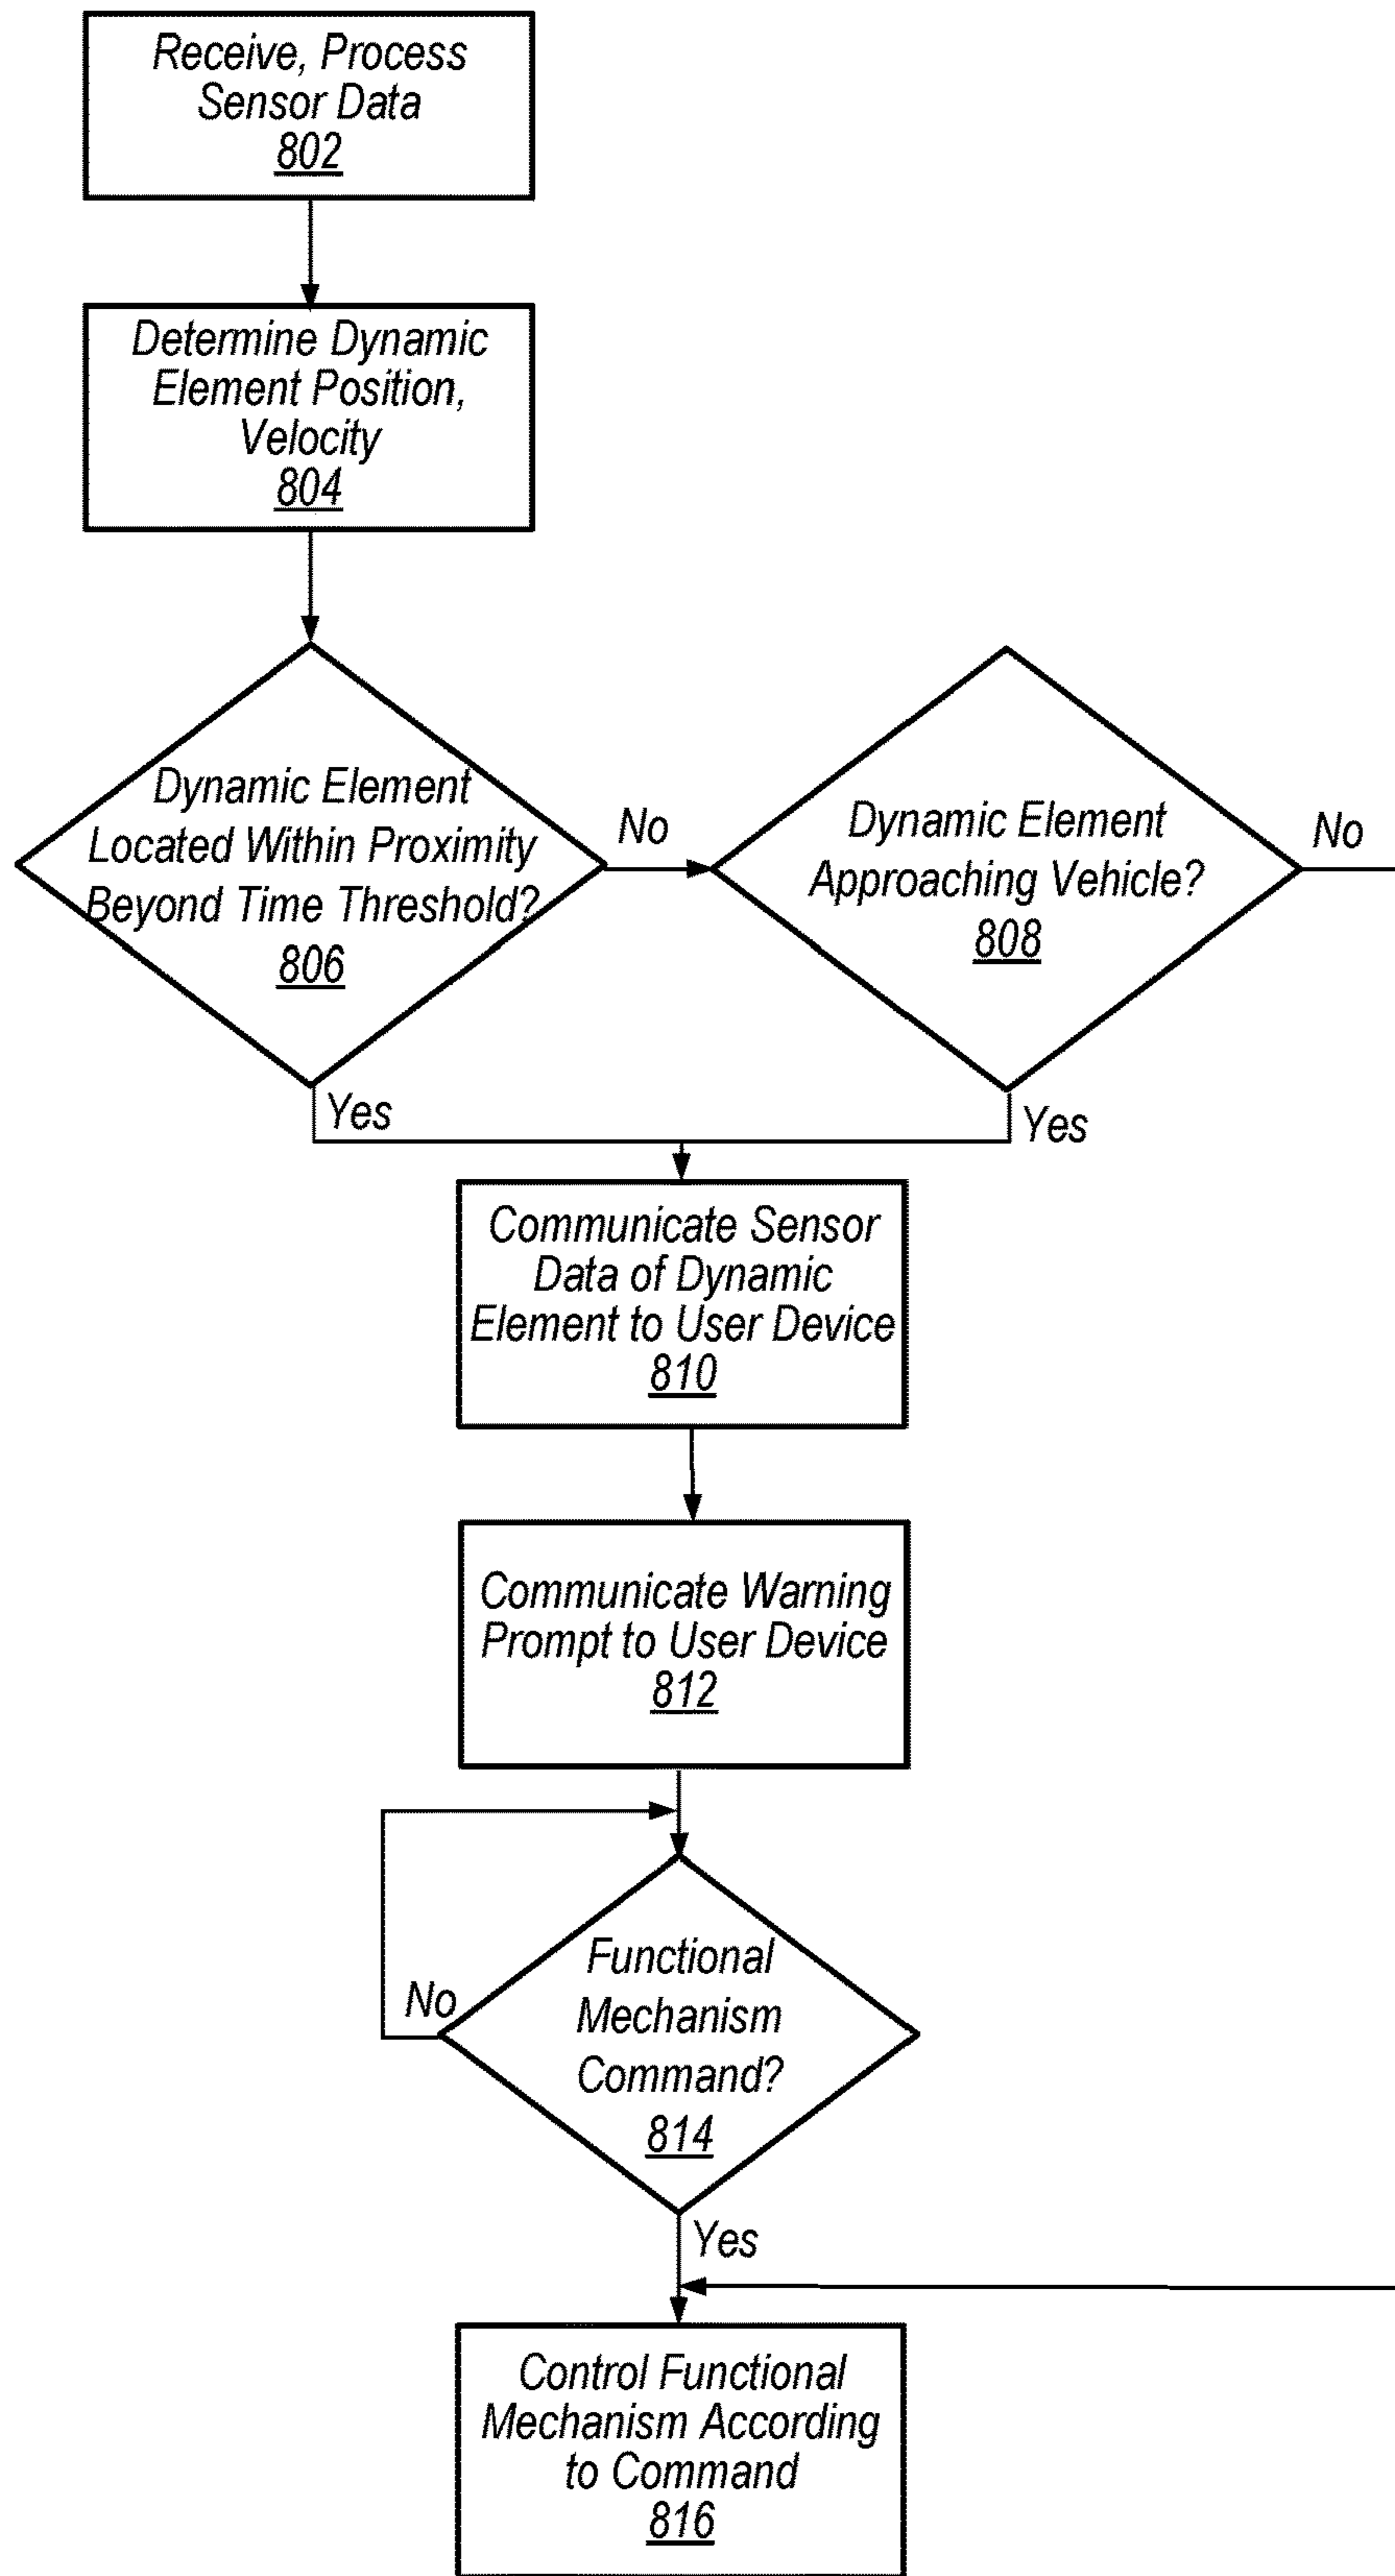 Receive, Process
Sensor Data
802
Determine Dynamic
Element Position,
Velocity
804
Dynamic Element
Located Within Proximity
Beyond Time Threshold?
806
No
Dynamic Element
Approaching Vehicle?
808
No
Yes
Yes
Communicate Sensor
Data of Dynamic
Element to User Device
810
Communicate Warning
Prompt to User Device
812
Functional
Mechanism
Command?
814
No
Yes
Control Functional
Mechanism According
to Command
816